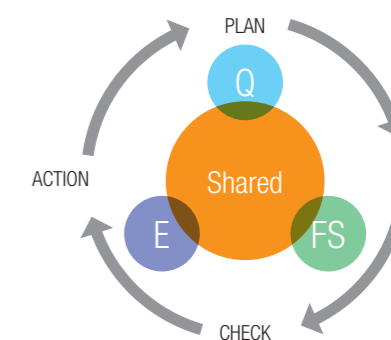 PLAN
Q
ACTION
Shared
E
FS
CHECK